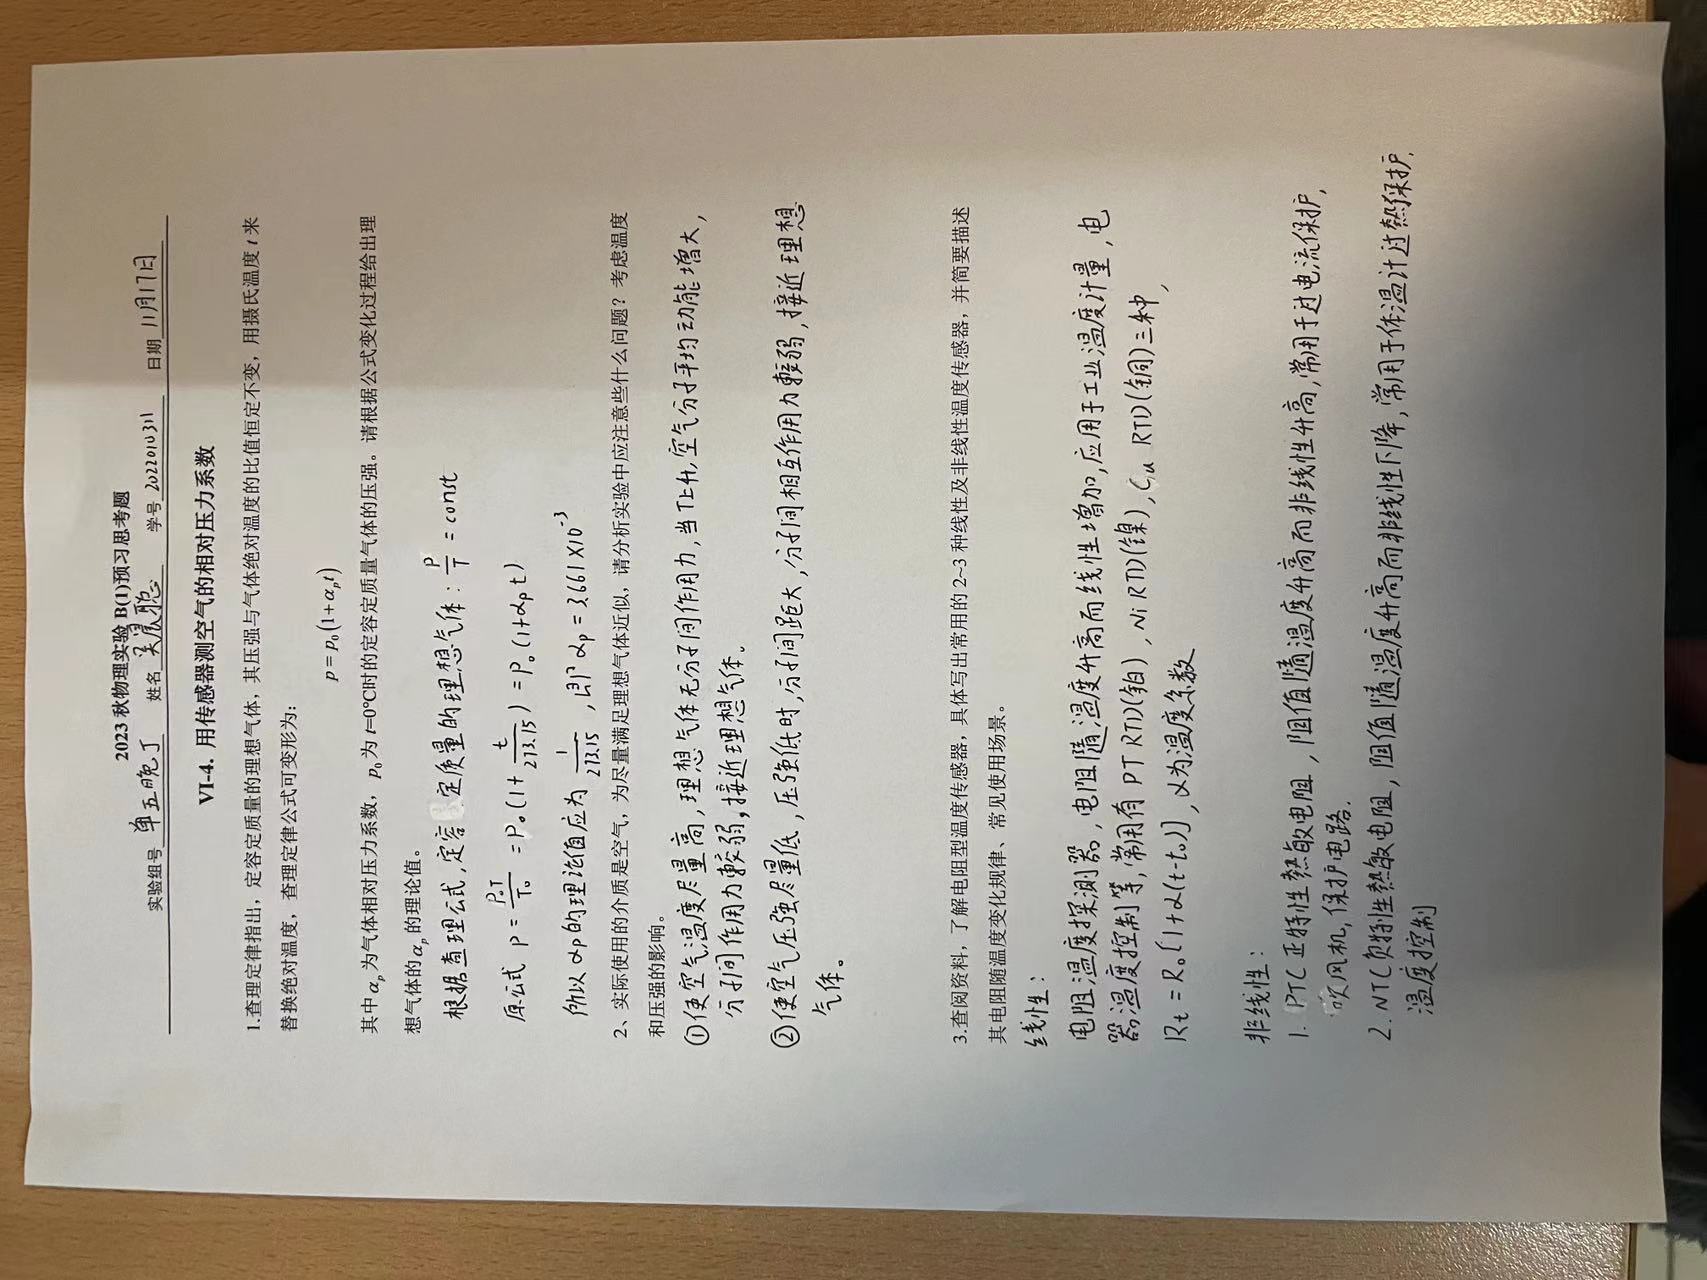 2023 秋物理实验 B(1)预习思考题
实验组号 单五晚丁 姓名 吴晨聪 学号 2022010311 日期 11月17日
VI-4. 用传感器测空气的相对压力系数
1.查理定律指出，定容定质量的理想气体，其压强与气体绝对温度的比值恒定不变，用摄氏温度 t 来
替换绝对温度，查理定律公式可变形为：
p = p₀(1+αₚt)
其中 αₚ 为气体相对压力系数， p₀ 为 t=0℃时的定容定质量气体的压强。请根据公式变化过程给出理
想气体的 αₚ 的理论值。
根据查理公式,定容 定质量的理想气体: P/T = const
原公式 P = P₀T/T₀ = P₀(1+ t/273.15) = P₀(1+αₚt)
所以 αp的理论值应为 1/273.15 , 即 αₚ = 3.661×10⁻³
2、实际使用的介质是空气，为尽量满足理想气体近似，请分析实验中应注意些什么问题？考虑温度
和压强的影响。
①使空气温度尽量高,理想气体无分子间作用力,当T上升,空气分子平均动能增大,
分子间作用力较弱,接近理想气体。
②使空气压强尽量低,压强低时,分子间距大,分子间相互作用力较弱,接近理想
气体。
3.查阅资料，了解电阻型温度传感器，具体写出常用的 2~3 种线性及非线性温度传感器，并简要描述
其电阻随温度变化规律、常见使用场景。
线性:
电阻温度探测器,电阻随温度升高而线性增加,应用于工业温度计量,电
器温度控制等,常用有 PT RTD(铂), Ni RTD(镍), Cu RTD(铜)三种,
Rt = R₀[1+α(t-t₀)], α为温度系数
非线性:
1. PTC 正特性热敏电阻,阻值随温度升高而非线性升高,常用于过电流保护,
吹风机,保护电路.
2. NTC负特性热敏电阻,阻值随温度升高而非线性下降,常用于体温计过热保护,
温度控制